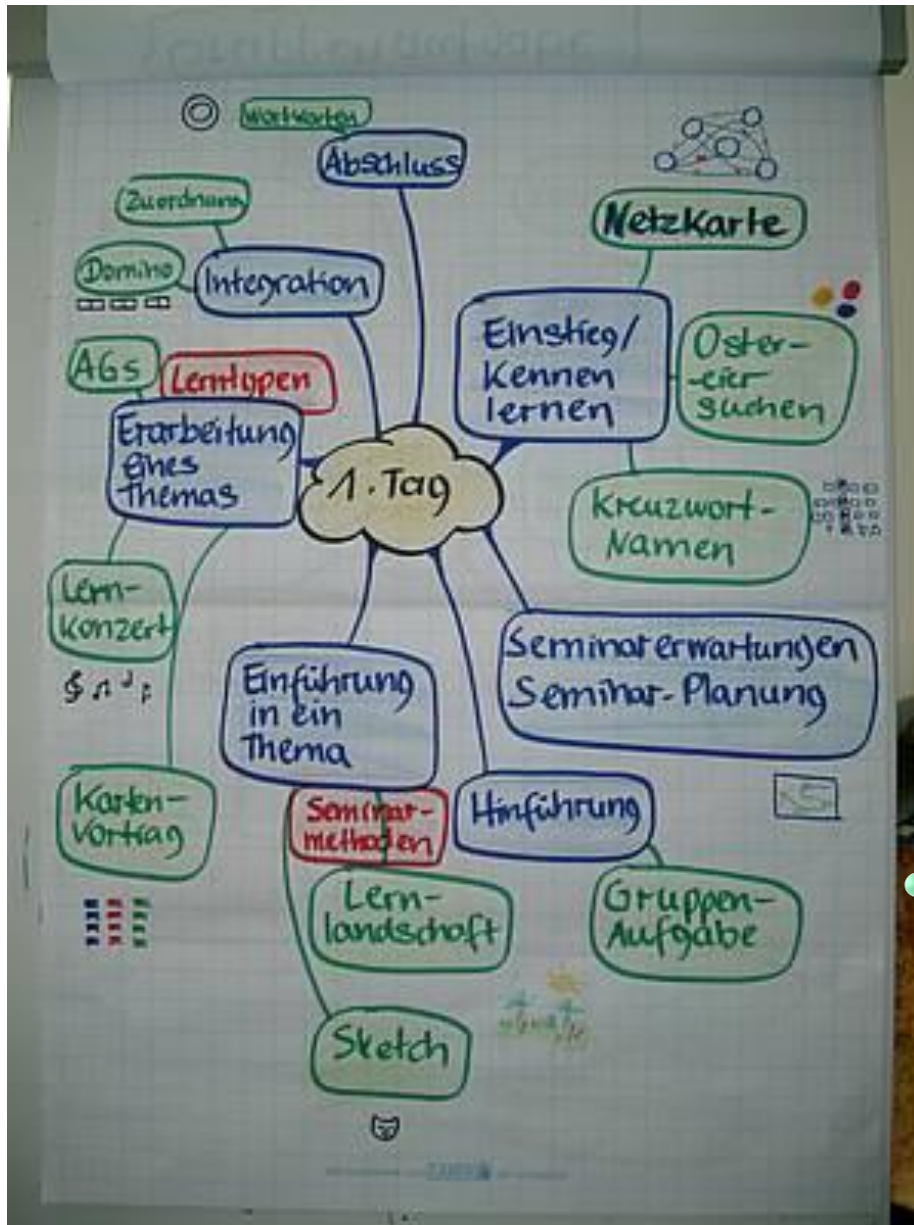 Abschluss
Zuordnung
Domino
Integration
AGs
Lerntypen
Erarbeitung
eines
Themas
Lern-
konzert
Karten-
Vortrag
1. Tag
Netzkarte
Einstieg/
Kennen
lernen
Oster-
eier
suchen
Kreuzwort-
Namen
Seminarerwartungen
Seminar-Planung
Hinführung
Gruppen-
Aufgabe
Einführung
in ein
Thema
Seminar-
methoden
Lern-
landschaft
Sketch